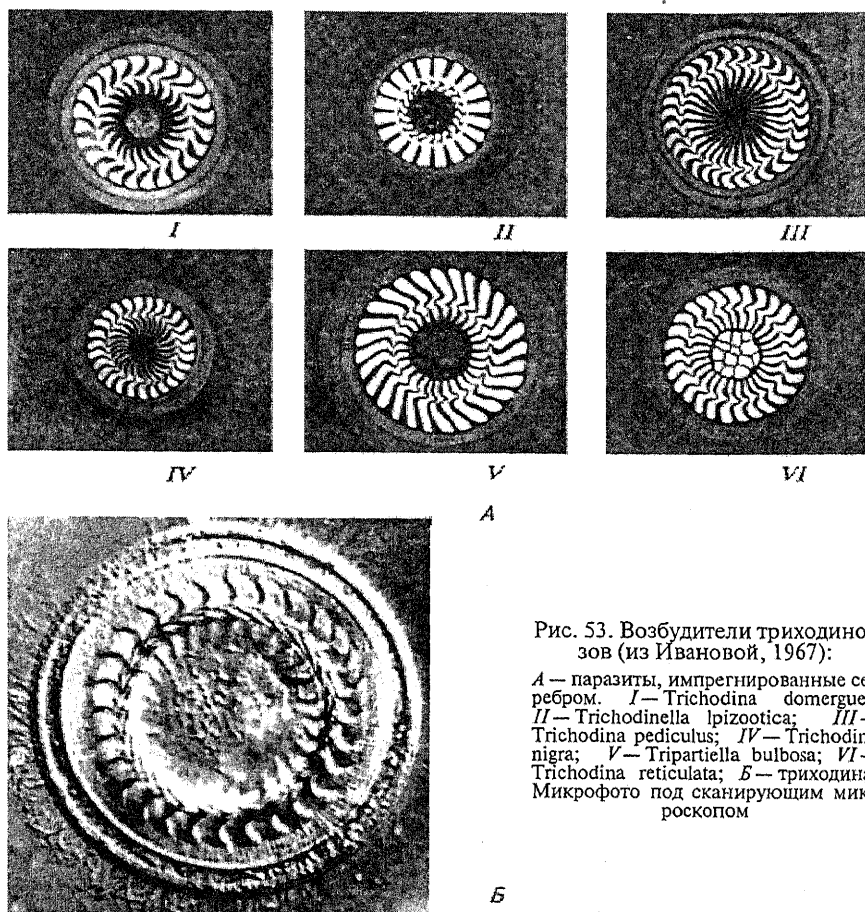 I
II
III
IV
V
VI
А
Рис. 53. Возбудители триходино
зов (из Ивановой, 1967):
А — паразиты, импрегнированные се
ребром. I — Trichodina domergue
II — Trichodinella lpizootica; III —
Trichodina pediculus; IV — Trichodin
nigra; V — Tripartiella bulbosa; VI —
Trichodina reticulata; Б — триходин
Микрофото под сканирующим мик
роскопом
Б